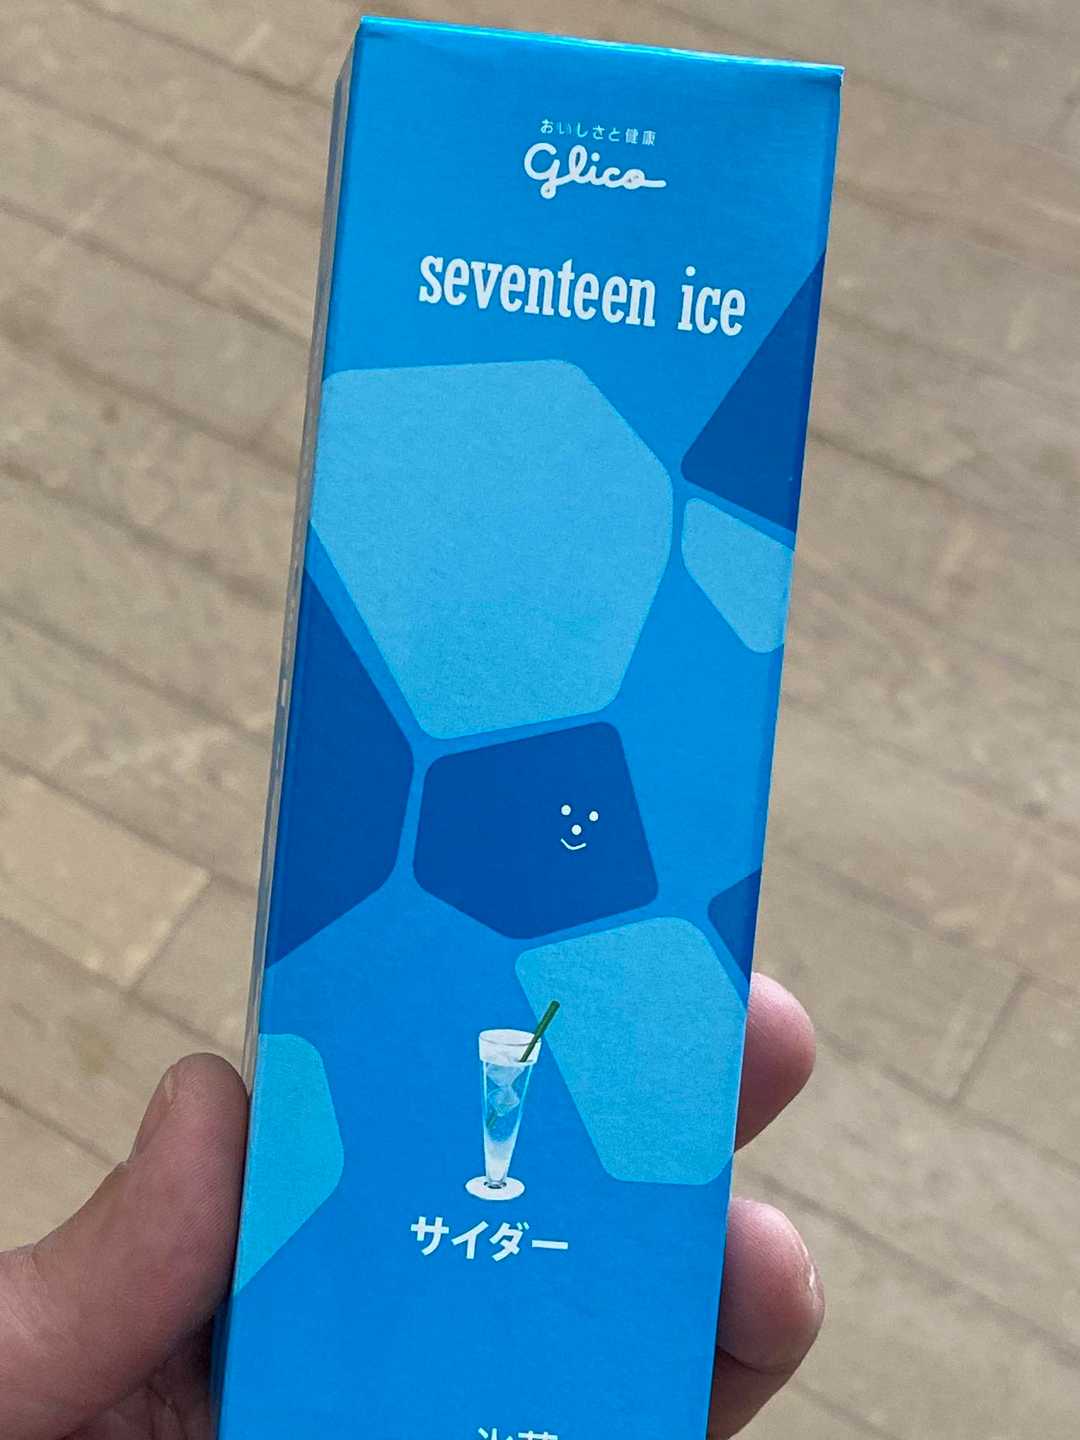 おいしさと健康
Glico
seventeen ice
サイダー